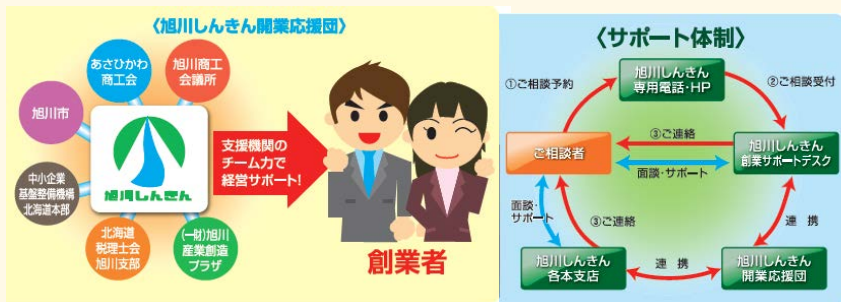 〈旭川しんきん開業応援団〉
あさひかわ
商工会
旭川商工
会議所
旭川市
旭川しんきん
中小企業
基盤整備機構
北海道本部
北海道
税理士会
旭川支部
(一財)旭川
産業創造
プラザ
支援機関の
チーム力で
経営サポート!
創業者
〈サポート体制〉
①ご相談予約
旭川しんきん
専用電話・HP
②ご相談受付
ご相談者
③ご連絡
旭川しんきん
創業サポートデスク
面談・サポート
面談・
サポート
③ご連絡
連携
旭川しんきん
各本支店
連携
旭川しんきん
開業応援団